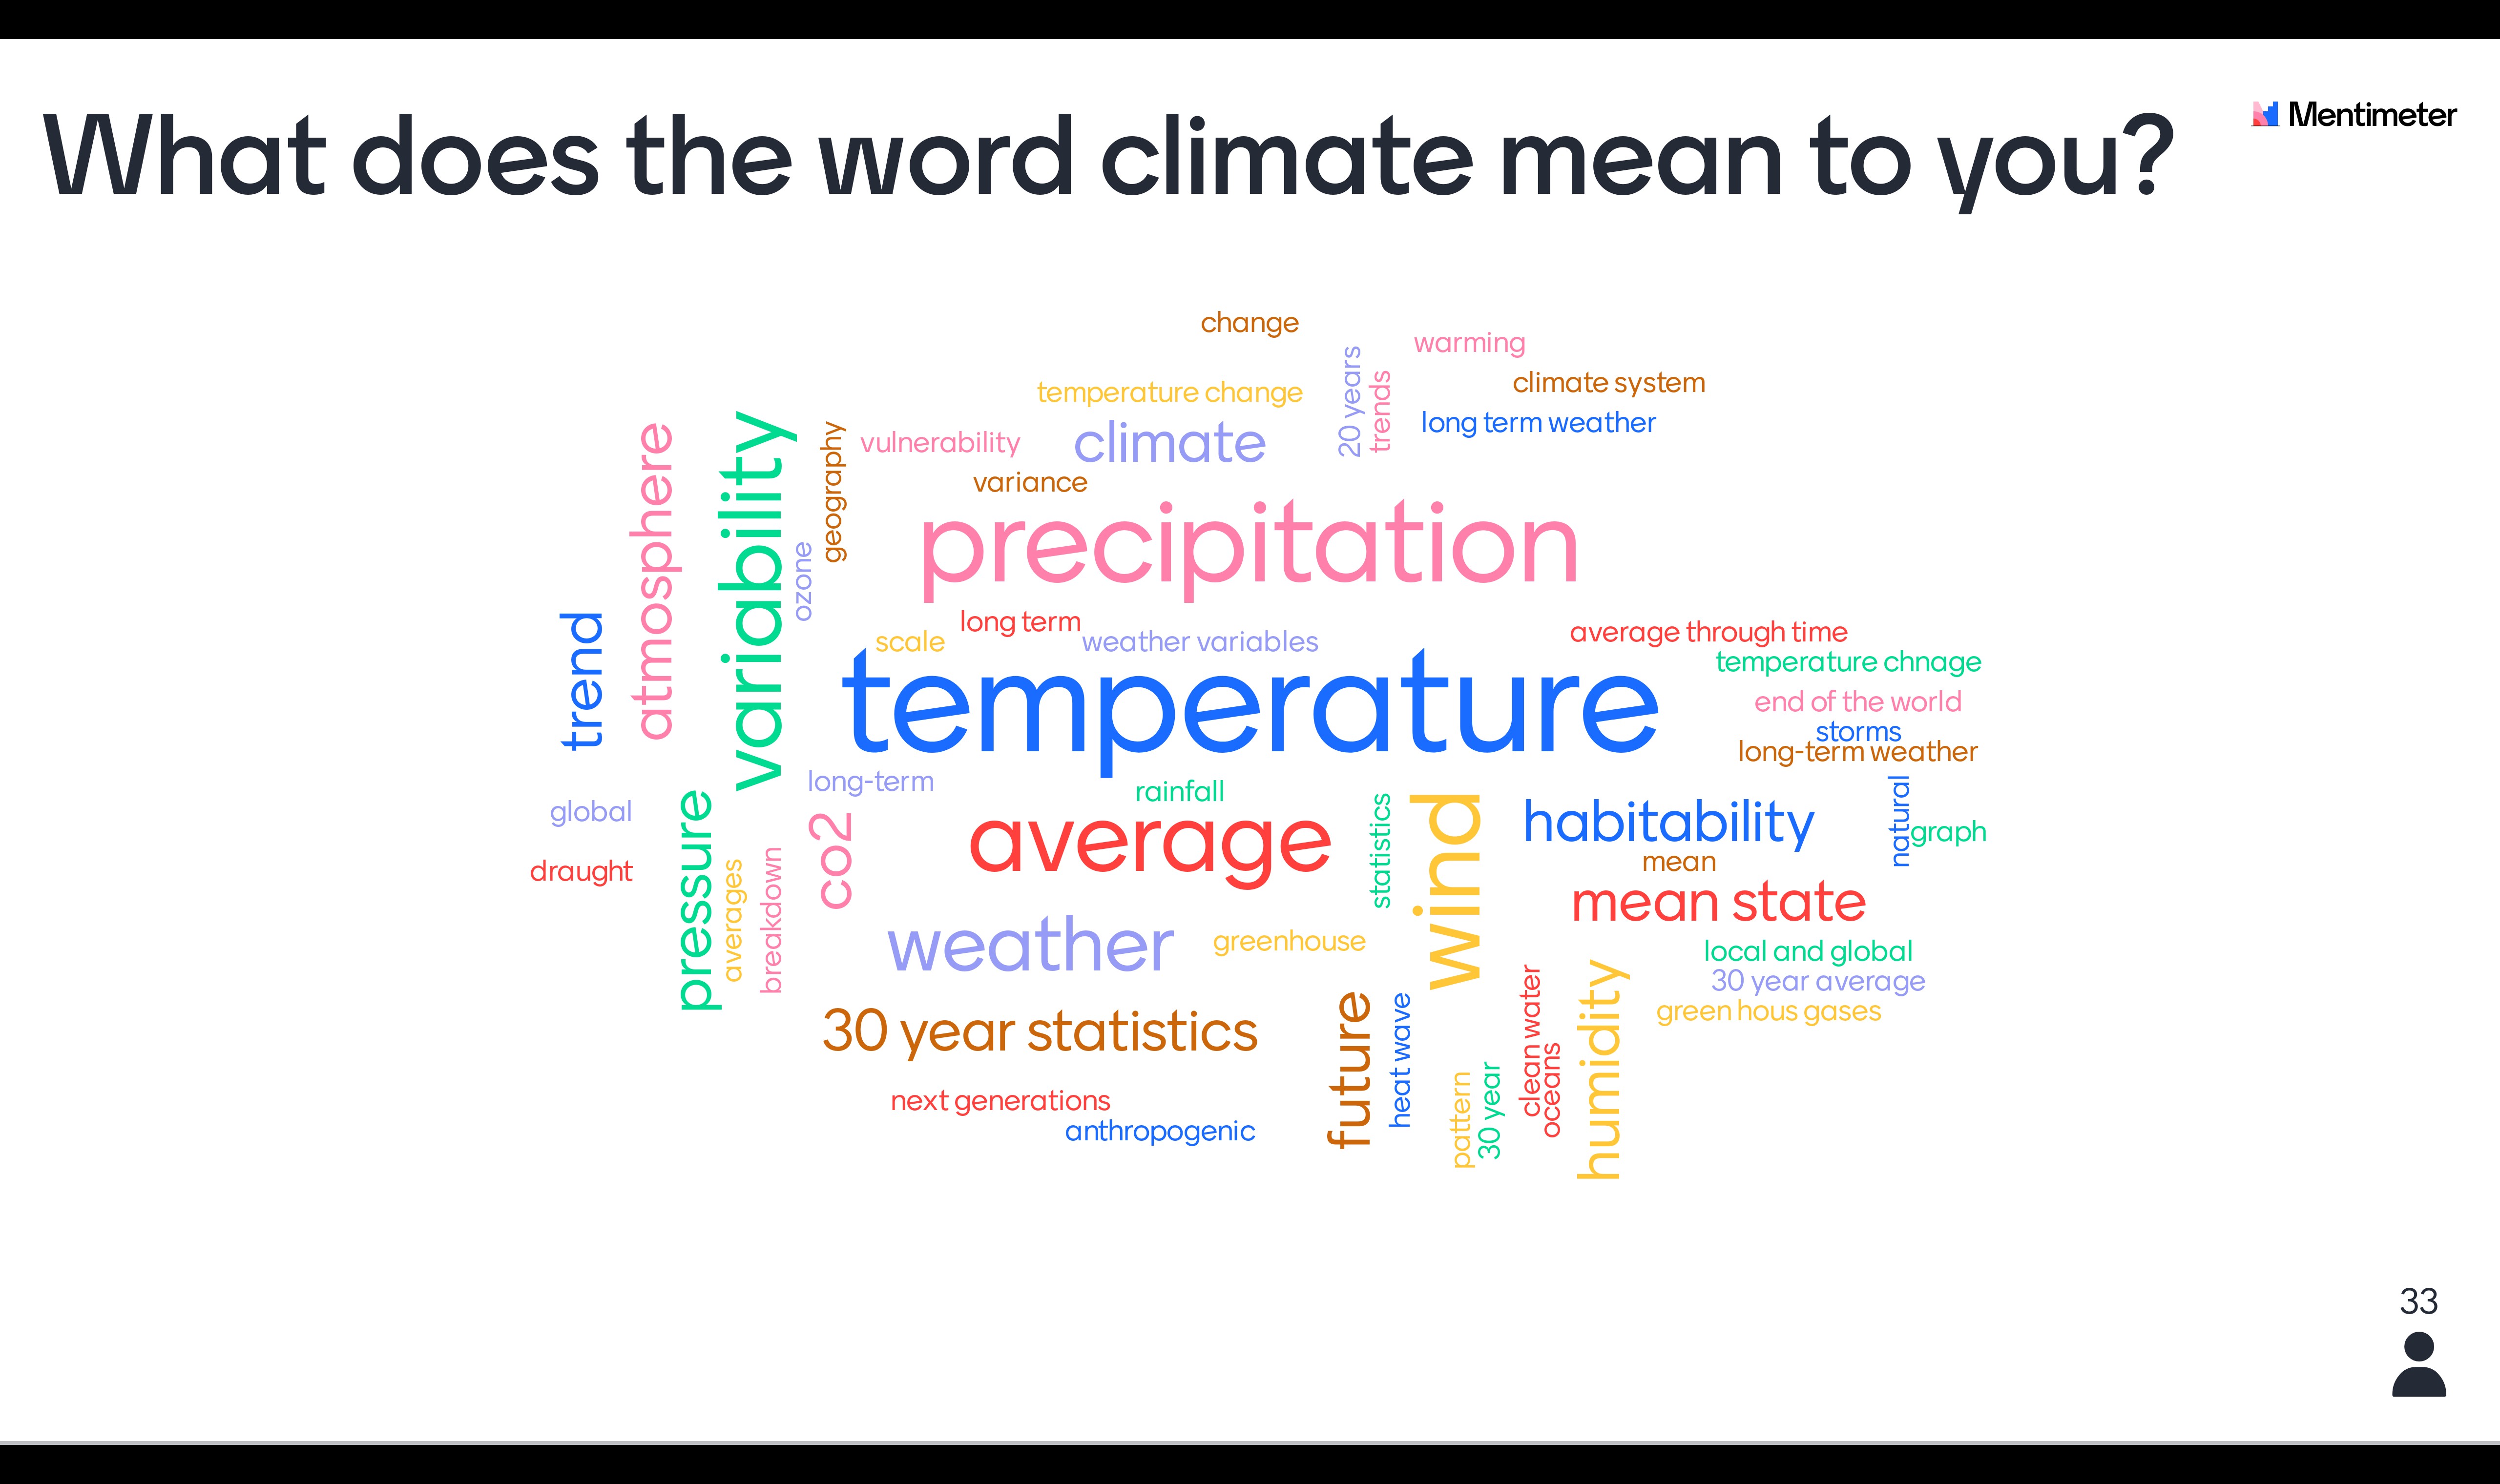 What does the word climate mean to you?
Mentimeter
change
warming
20 years
trends
climate system
temperature change
long term weather
vulnerability
climate
geography
atmosphere
variability
variance
precipitation
ozone
trend
long term
scale
weather variables
average through time
temperature chnage
temperature
end of the world
storms
long-term weather
long-term
rainfall
natural
global
pressure
co2
average
statistics
wind
habitability
graph
draught
averages
breakdown
mean
mean state
weather
greenhouse
local and global
30 year average
green hous gases
30 year statistics
future
heat wave
clean water
oceans
humidity
pattern
30 year
next generations
anthropogenic
33